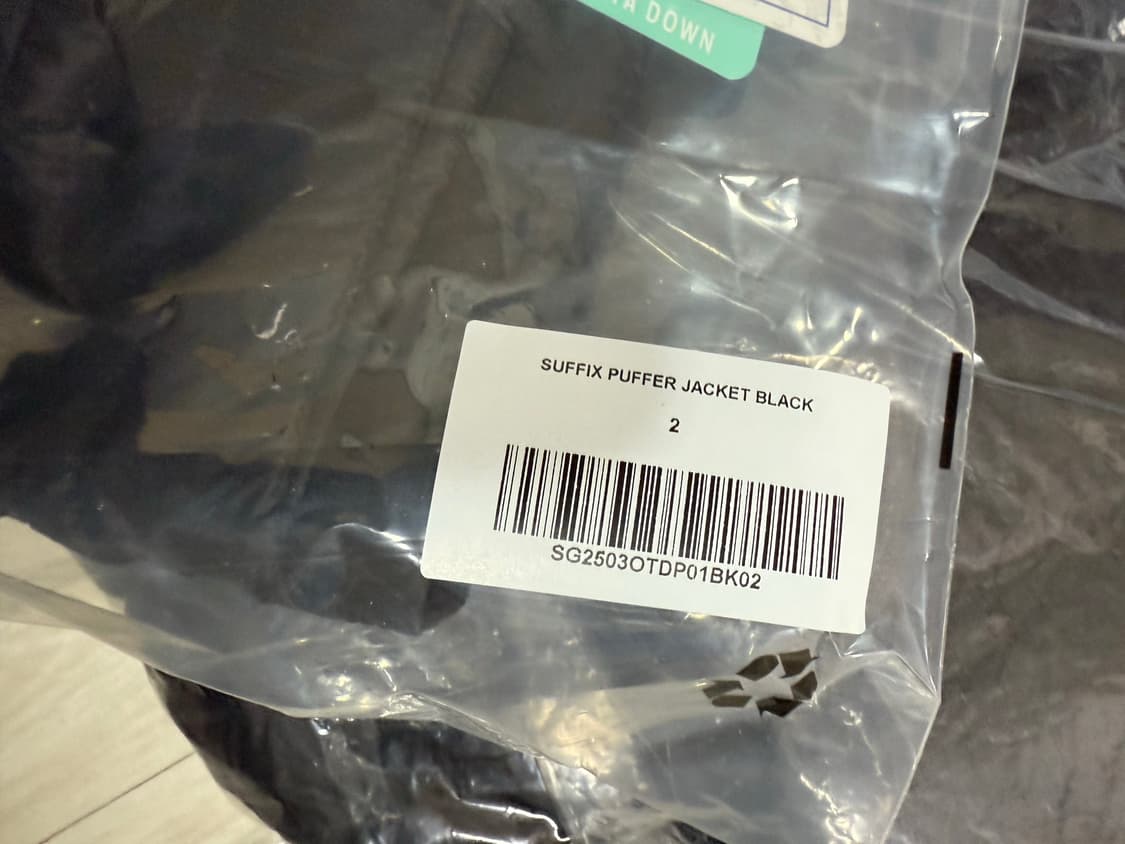 DOWN
SUFFIX PUFFER JACKET BLACK
2
SG2503OTDP01BK02